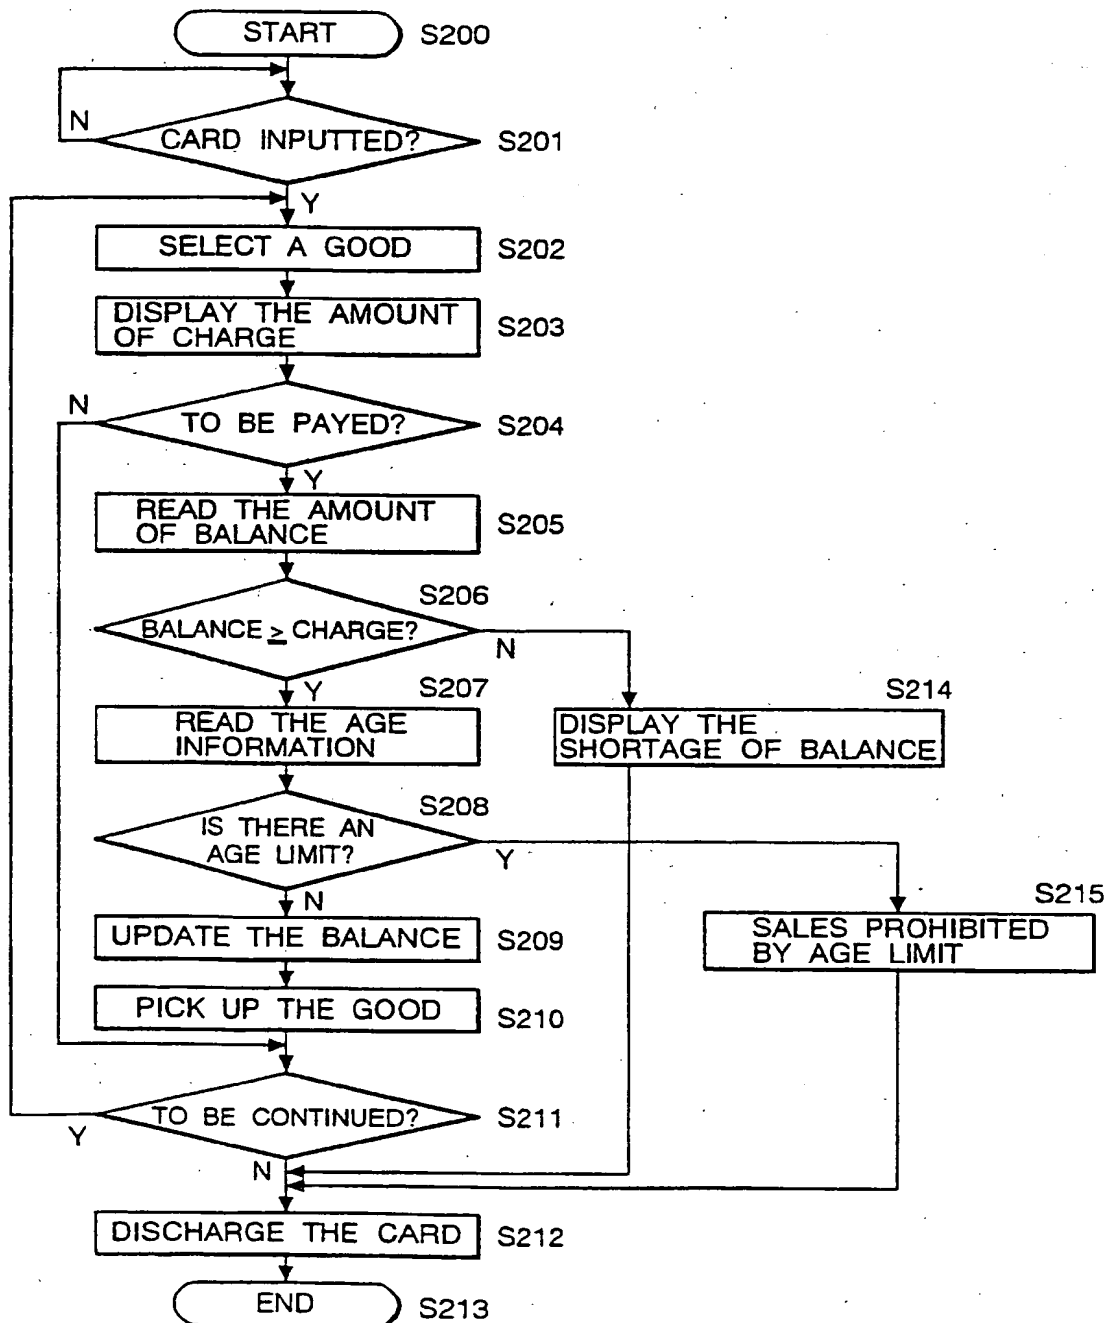 START
S200
N
CARD INPUTTED?
S201
Y
SELECT A GOOD
S202
DISPLAY THE AMOUNT
OF CHARGE
S203
N
TO BE PAYED?
S204
Y
READ THE AMOUNT
OF BALANCE
S205
S206
BALANCE ≥ CHARGE?
N
Y
S207
READ THE AGE
INFORMATION
S214
DISPLAY THE
SHORTAGE OF BALANCE
S208
IS THERE AN
AGE LIMIT?
Y
N
S215
SALES PROHIBITED
BY AGE LIMIT
UPDATE THE BALANCE
S209
PICK UP THE GOOD
S210
TO BE CONTINUED?
S211
Y
N
DISCHARGE THE CARD
S212
END
S213